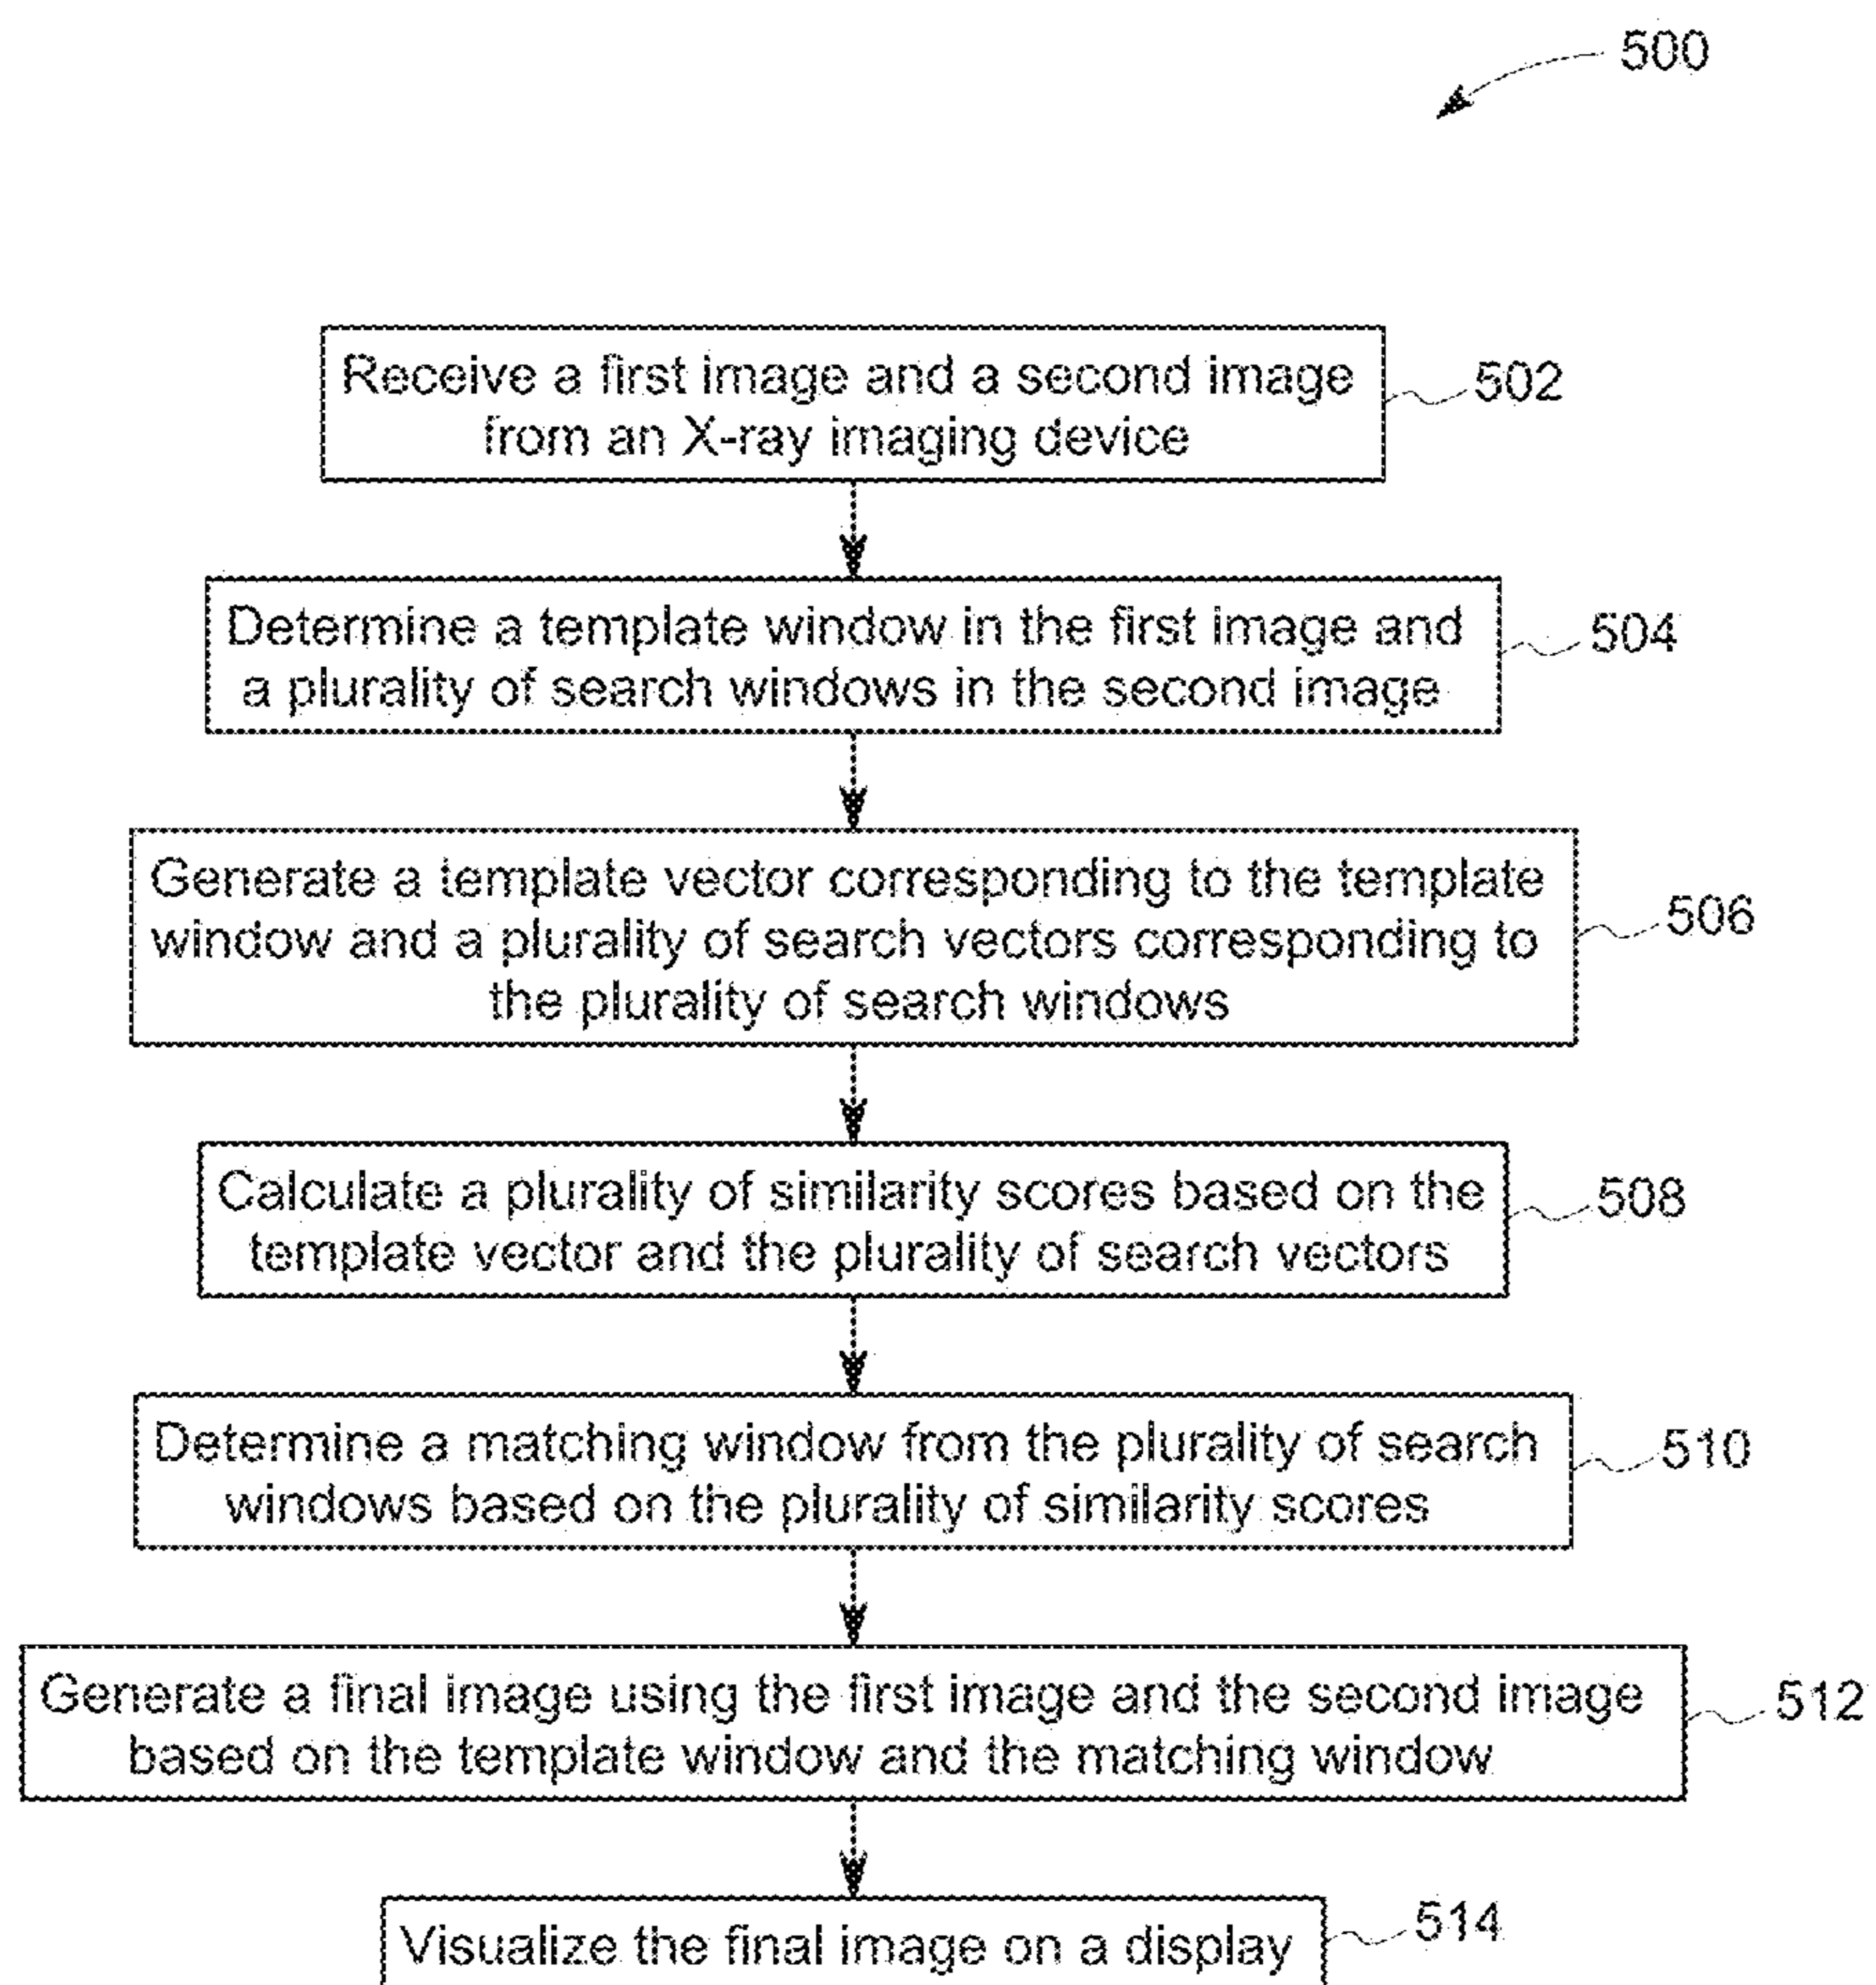 500
Receive a first image and a second image
from an X-ray imaging device
502
Determine a template window in the first image and
a plurality of search windows in the second image
504
Generate a template vector corresponding to the template
window and a plurality of search vectors corresponding to
the plurality of search windows
506
Calculate a plurality of similarity scores based on the
template vector and the plurality of search vectors
508
Determine a matching window from the plurality of search
windows based on the plurality of similarity scores
510
Generate a final image using the first image and the second image
based on the template window and the matching window
512
Visualize the final image on a display
514